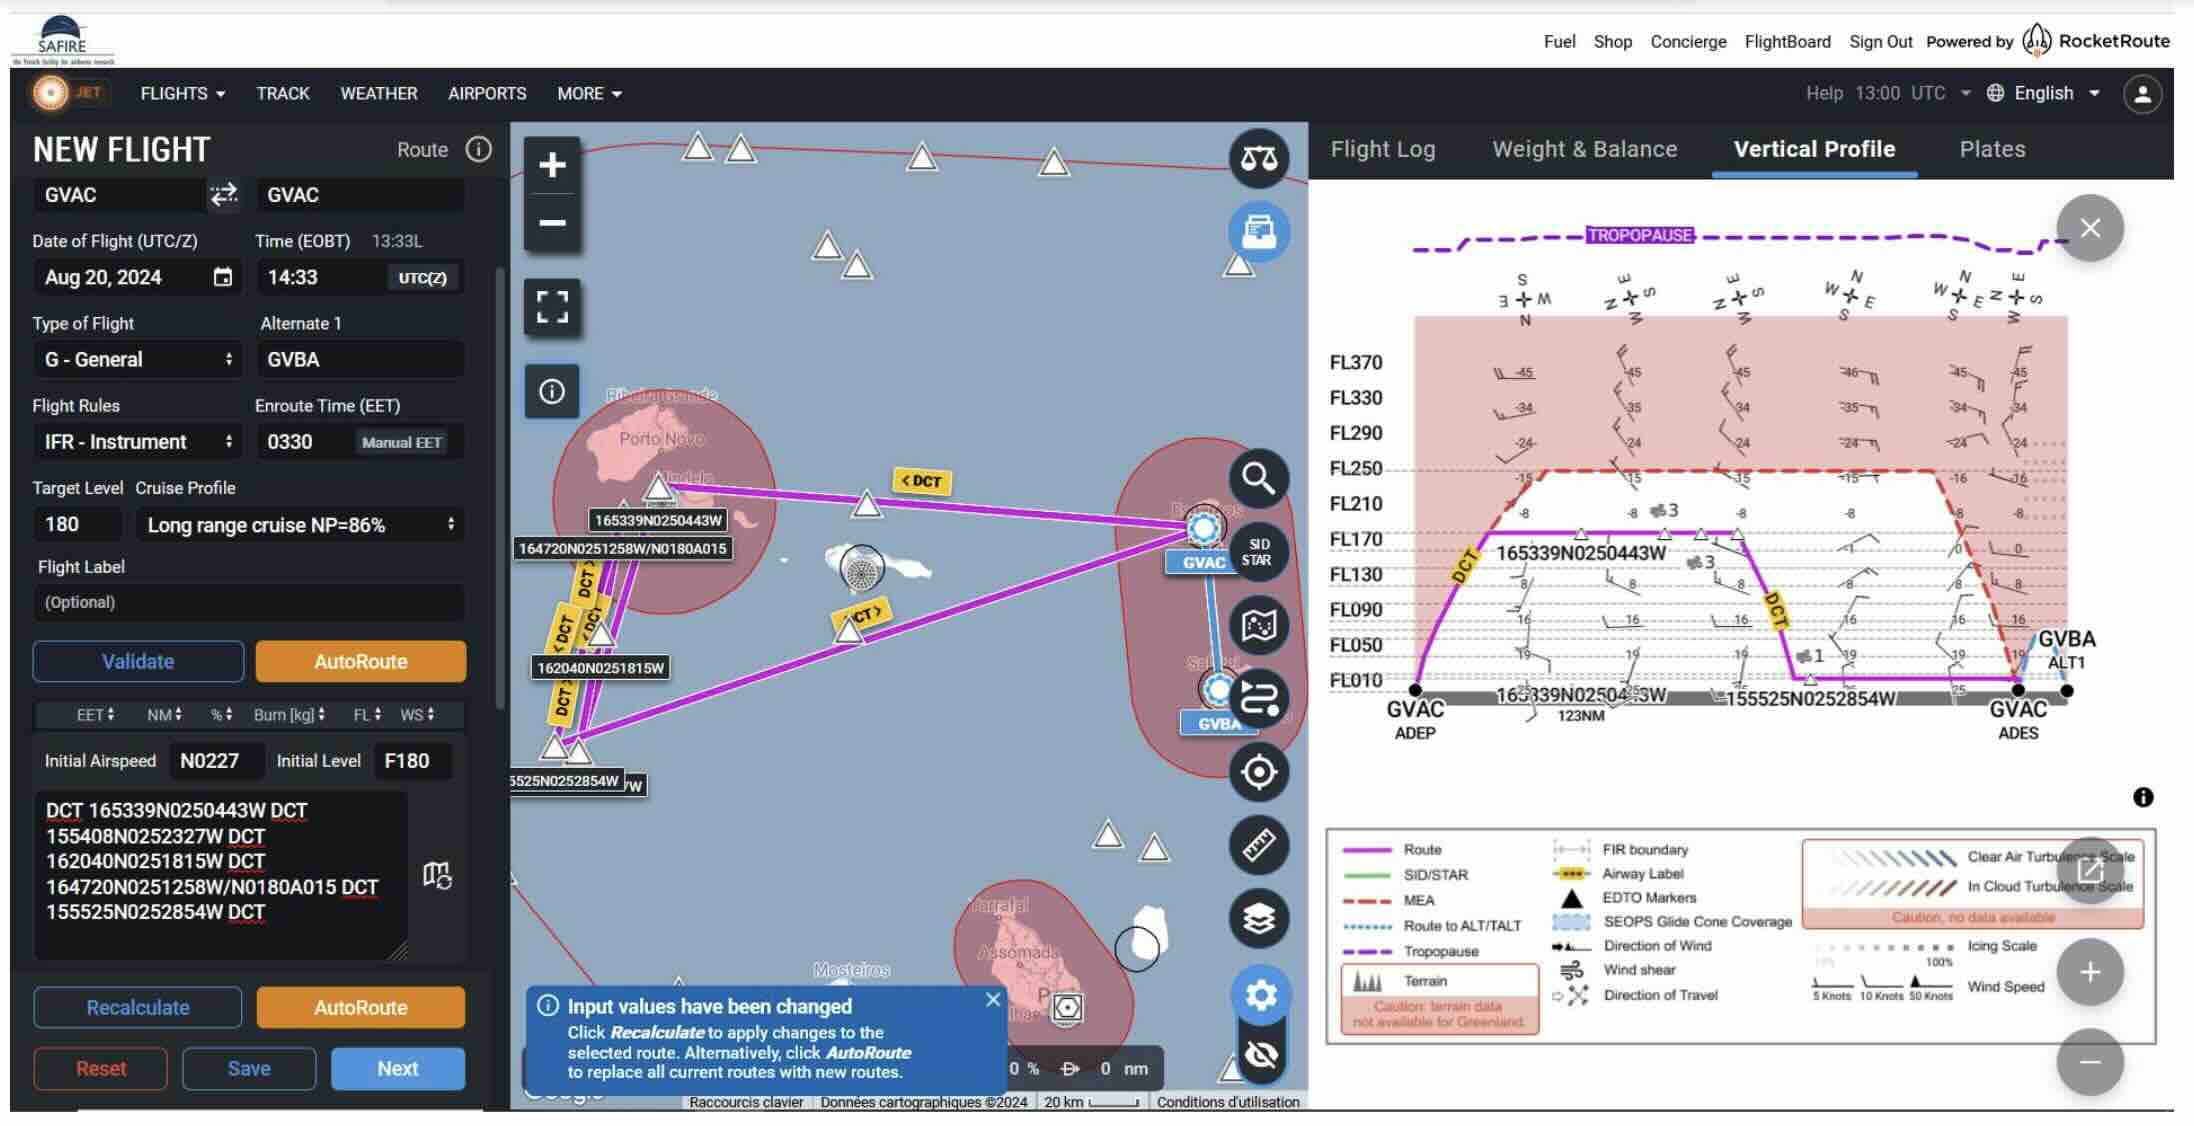 SAFIRE
Fuel Shop Concierge FlightBoard Sign Out Powered by RocketRoute
JET FLIGHTS TRACK WEATHER AIRPORTS MORE
Help 13:00 UTC English
NEW FLIGHT Route
GVAC GVAC
Date of Flight (UTC/Z) Time (EOBT) 13:33L
Aug 20, 2024 14:33 UTC(Z)
Type of Flight Alternate 1
G - General GVBA
Flight Rules Enroute Time (EET)
IFR - Instrument 0330 Manual EET
Target Level Cruise Profile
180 Long range cruise NP=86%
Flight Label
(Optional)
Validate AutoRoute
EET NM % Burn [kg] FL WS
Initial Airspeed N0227 Initial Level F180
DCT 165339N0250443W DCT
155408N0252327W DCT
162040N0251815W DCT
164720N0251258W/N0180A015 DCT
155525N0252854W DCT
Recalculate AutoRoute
Reset Save Next
Ribeira Grande
Porto Novo
Mindelo
< DCT
165339N0250443W
164720N0251258W/N0180A015
DCT >
< DCT
< DCT
162040N0251815W
DCT >
DCT >
5525N0252854W
GVAC
GVBA
SID
STAR
Tarrafal
Assomada
Mosteiros
Input values have been changed
Click Recalculate to apply changes to the
selected route. Alternatively, click AutoRoute
to replace all current routes with new routes.
0 % 0 nm
Google
Raccourcis clavier Données cartographiques ©2024 20 km Conditions d'utilisation
Flight Log Weight & Balance Vertical Profile Plates
TROPOPAUSE
FL370
FL330
FL290
FL250
FL210
FL170
FL130
FL090
FL050
FL010
165339N0250443W
DCT
DCT
155525N0252854W
123NM
GVAC
ADEP
GVAC
ADES
GVBA
ALT1
Route
SID/STAR
MEA
Route to ALT/TALT
Tropopause
Terrain
Caution: terrain data
not available for Greenland.
FIR boundary
Airway Label
EDTO Markers
SEOPS Glide Cone Coverage
Direction of Wind
Wind shear
Direction of Travel
Clear Air Turbulence Scale
In Cloud Turbulence Scale
Caution, no data available
Icing Scale
100%
5 Knots 10 Knots 50 Knots Wind Speed